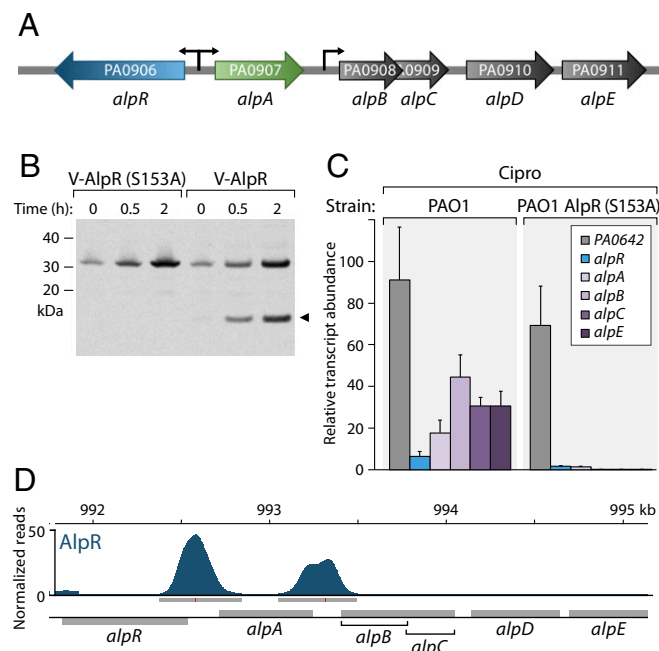 A
PA0906 PA0907 PA0908 0909 PA0910 PA0911
alpR alpA alpB alpC alpD alpE
B
V-AlpR (S153A) V-AlpR
Time (h): 0 0.5 2 0 0.5 2
40
30
20
kDa
C
Cipro
Strain: PAO1 PAO1 AlpR (S153A)
Relative transcript abundance
100
80
60
40
20
0
PA0642
alpR
alpA
alpB
alpC
alpE
D
992 993 994 995 kb
Normalized reads
50
0
AlpR
alpR alpA alpB alpC alpD alpE